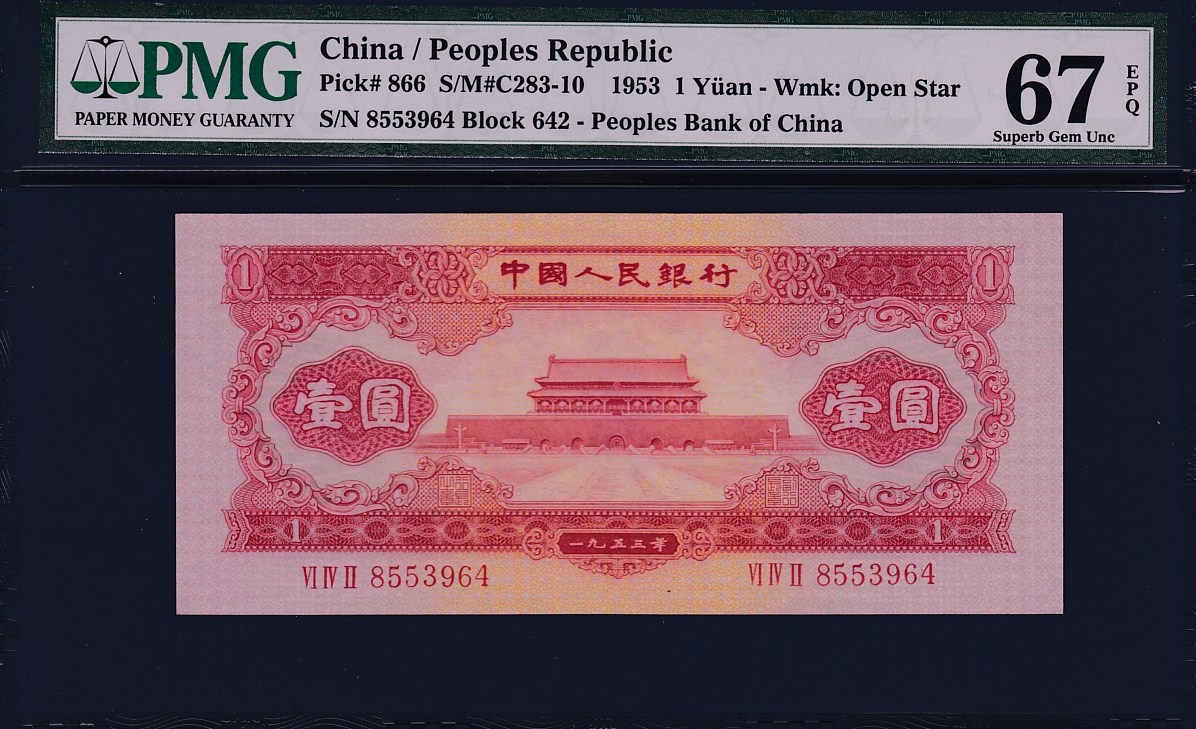 PMG
PAPER MONEY GUARANTY
China / Peoples Republic
Pick# 866 S/M#C283-10 1953 1 Yüan - Wmk: Open Star
S/N 8553964 Block 642 - Peoples Bank of China
67
EPQ
Superb Gem Unc
1 中國人民銀行 1
壹圓 壹圓
1 一九五三年 1
VI IV II 8553964 VI IV II 8553964